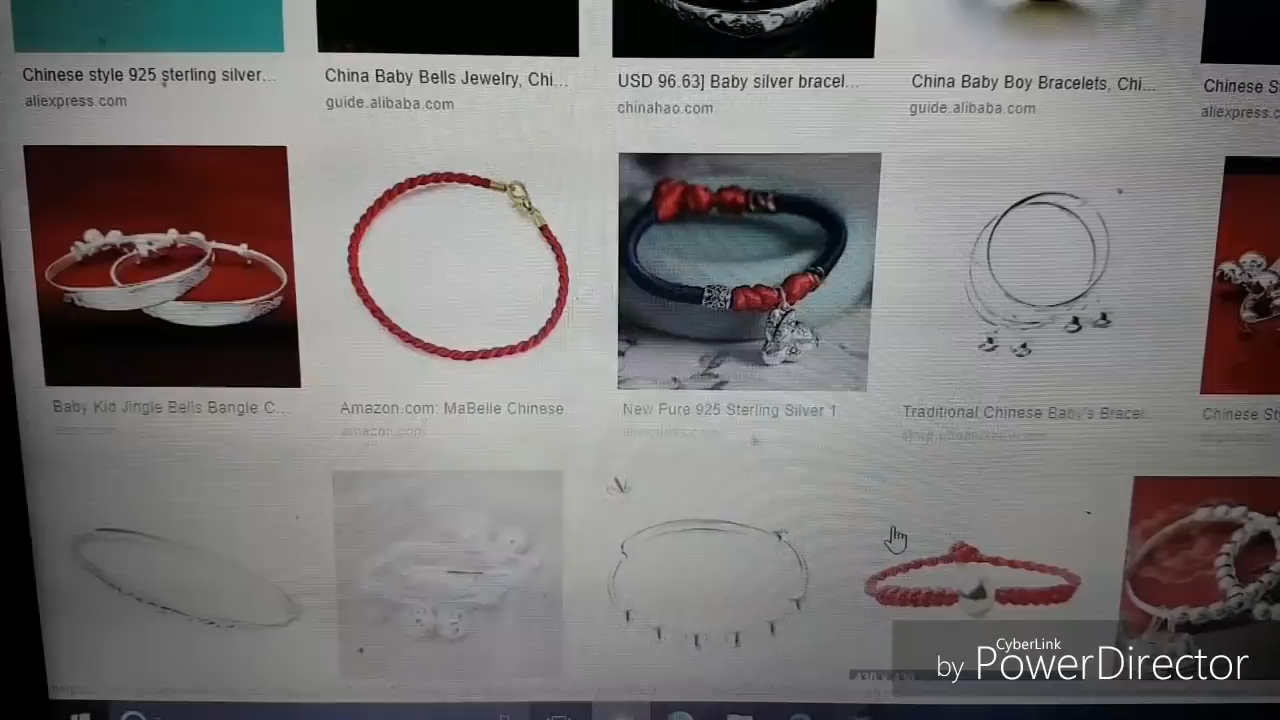 Chinese style 925 sterling silver...
China Baby Bells Jewelry, Chi...
USD 96.63] Baby silver bracel...
China Baby Boy Bracelets, Chi...
Chinese S
aliexpress.com
guide.alibaba.com
chinahao.com
guide.alibaba.com
aliexpress.c
Baby Kid Jingle Bells Bangle C...
Amazon.com: MaBelle Chinese
New Pure 925 Sterling Silver 1
Traditional Chinese Baby's Bracel
Chinese St
amazon.com
aliexpress.com
CyberLink
by PowerDirector